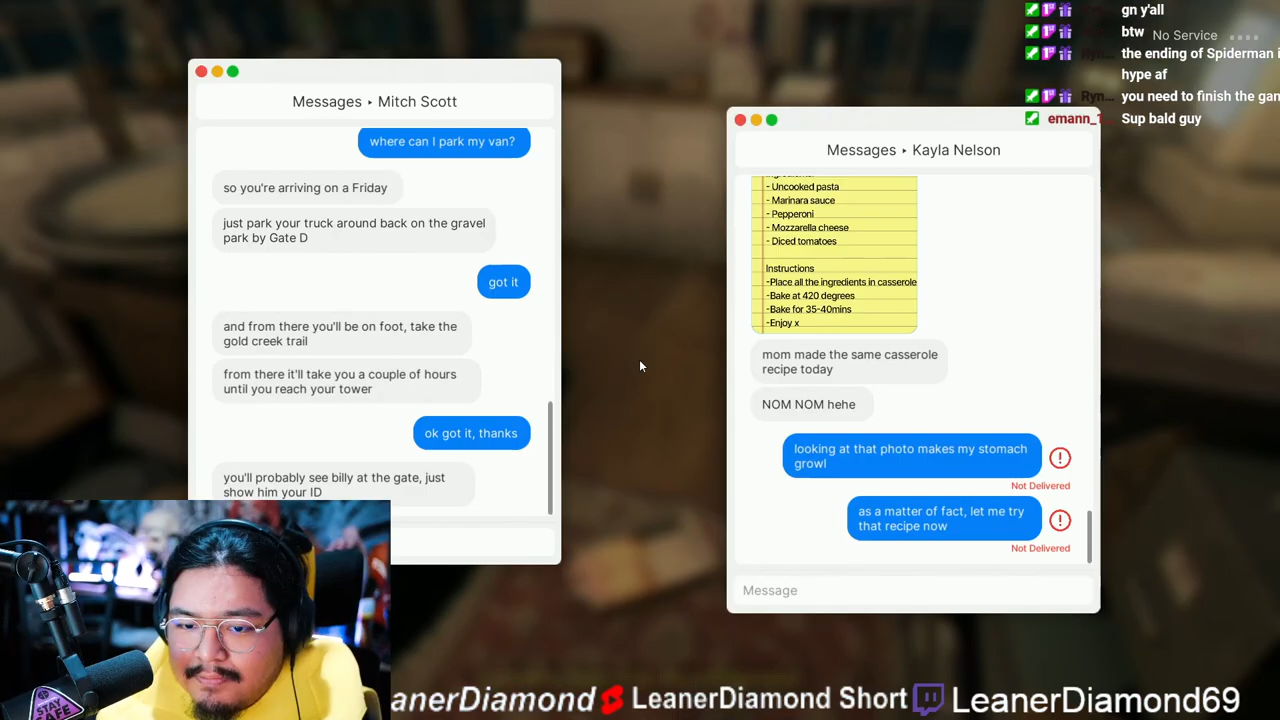 Messages ‣ Mitch Scott
where can I park my van?
so you're arriving on a Friday
just park your truck around back on the gravel
park by Gate D
got it
and from there you'll be on foot, take the
gold creek trail
from there it'll take you a couple of hours
until you reach your tower
ok got it, thanks
you'll probably see billy at the gate, just
show him your ID
Messages ‣ Kayla Nelson
- Uncooked pasta
- Marinara sauce
- Pepperoni
- Mozzarella cheese
- Diced tomatoes
Instructions
-Place all the ingredients in casserole
-Bake at 420 degrees
-Bake for 35-40mins
-Enjoy x
mom made the same casserole
recipe today
NOM NOM hehe
looking at that photo makes my stomach
growl
Not Delivered
as a matter of fact, let me try
that recipe now
Not Delivered
Message
gn y'all
btw
No Service
the ending of Spiderman i
hype af
Ryn... you need to finish the gam
emann_1 Sup bald guy
STAY SAFE
eanerDiamond LeanerDiamond Short LeanerDiamond69